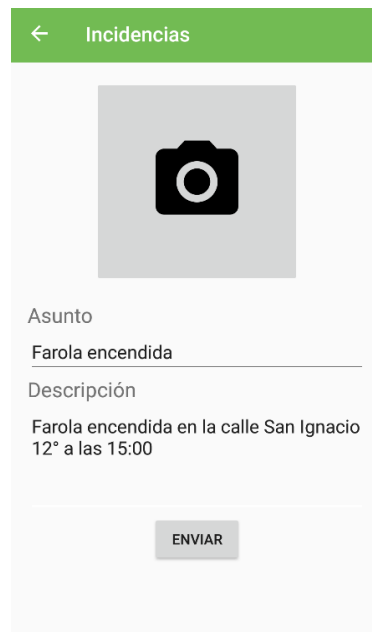 Incidencias
Asunto
Farola encendida
Descripción
Farola encendida en la calle San Ignacio
12° a las 15:00
ENVIAR